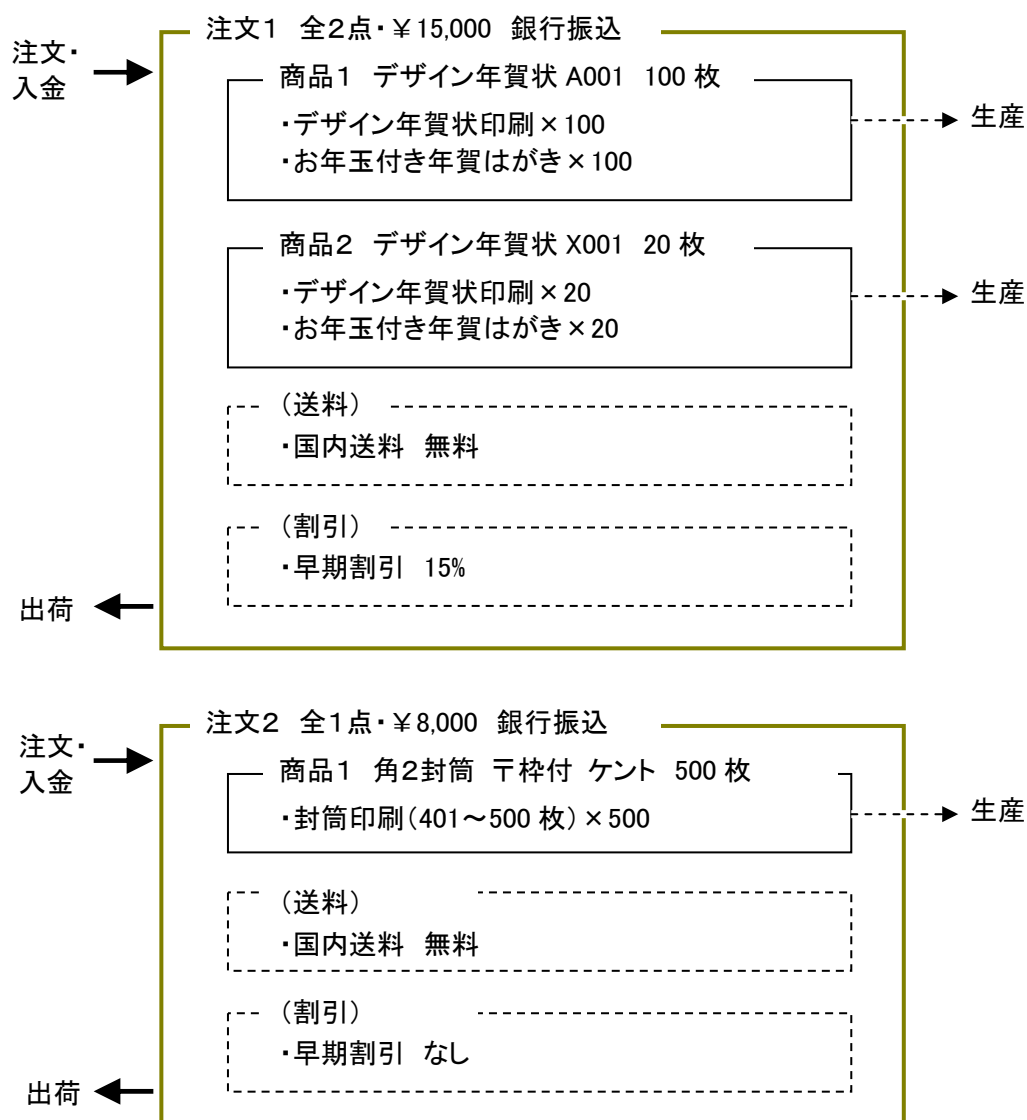 注文1 全2点・￥15,000 銀行振込
注文・
入金
商品1 デザイン年賀状 A001 100 枚
・デザイン年賀状印刷×100
・お年玉付き年賀はがき×100
生産
商品2 デザイン年賀状 X001 20 枚
・デザイン年賀状印刷×20
・お年玉付き年賀はがき×20
生産
（送料）
・国内送料 無料
（割引）
・早期割引 15%
出荷
注文2 全1点・￥8,000 銀行振込
注文・
入金
商品1 角2封筒 〒枠付 ケント 500 枚
・封筒印刷（401～500 枚）×500
生産
（送料）
・国内送料 無料
（割引）
・早期割引 なし
出荷